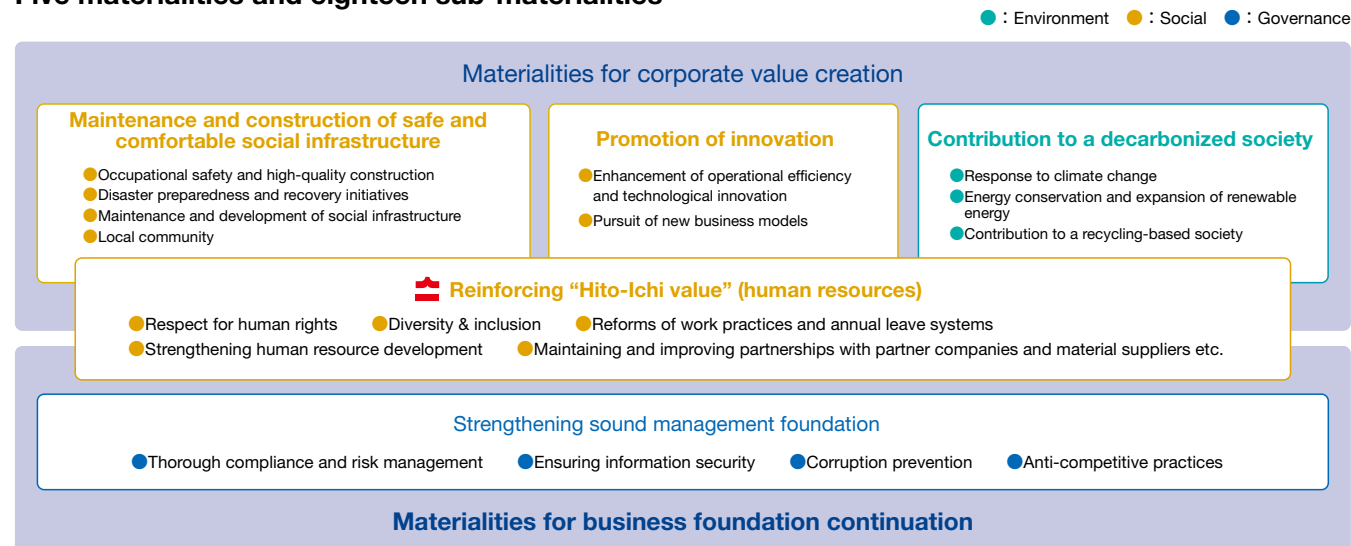 Five materialities and eighteen sub-materialities
: Environment : Social : Governance
Materialities for corporate value creation
Maintenance and construction of safe and
comfortable social infrastructure
Occupational safety and high-quality construction
Disaster preparedness and recovery initiatives
Maintenance and development of social infrastructure
Local community
Promotion of innovation
Enhancement of operational efficiency
and technological innovation
Pursuit of new business models
Contribution to a decarbonized society
Response to climate change
Energy conservation and expansion of renewable
energy
Contribution to a recycling-based society
Reinforcing “Hito-Ichi value” (human resources)
Respect for human rights Diversity & inclusion Reforms of work practices and annual leave systems
Strengthening human resource development Maintaining and improving partnerships with partner companies and material suppliers etc.
Strengthening sound management foundation
Thorough compliance and risk management Ensuring information security Corruption prevention Anti-competitive practices
Materialities for business foundation continuation